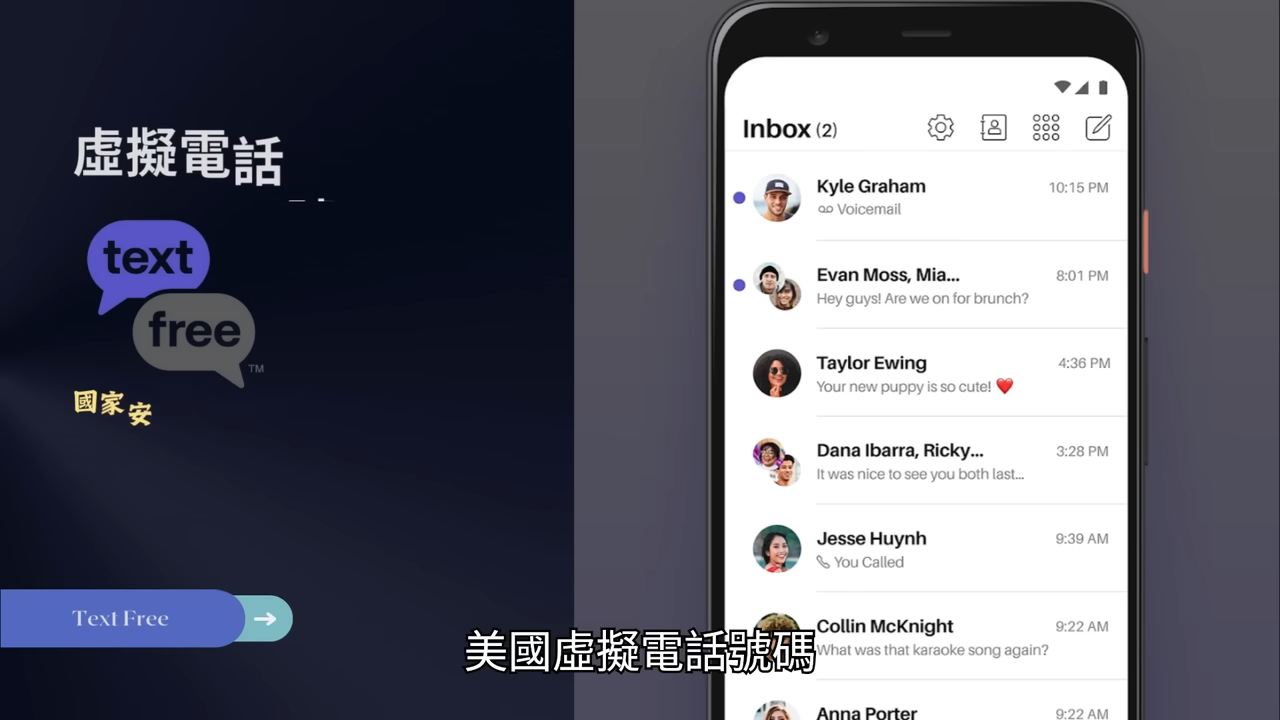 虛擬電話
text
free
TM
國家安
Text Free
Inbox (2)
Kyle Graham
10:15 PM
Voicemail
Evan Moss, Mia...
8:01 PM
Hey guys! Are we on for brunch?
Taylor Ewing
4:36 PM
Your new puppy is so cute! ❤️
Dana Ibarra, Ricky...
3:28 PM
It was nice to see you both last...
Jesse Huynh
9:39 AM
You Called
Collin McKnight
9:22 AM
What was that karaoke song again?
Anna Porter
9:22 AM
美國虛擬電話號碼